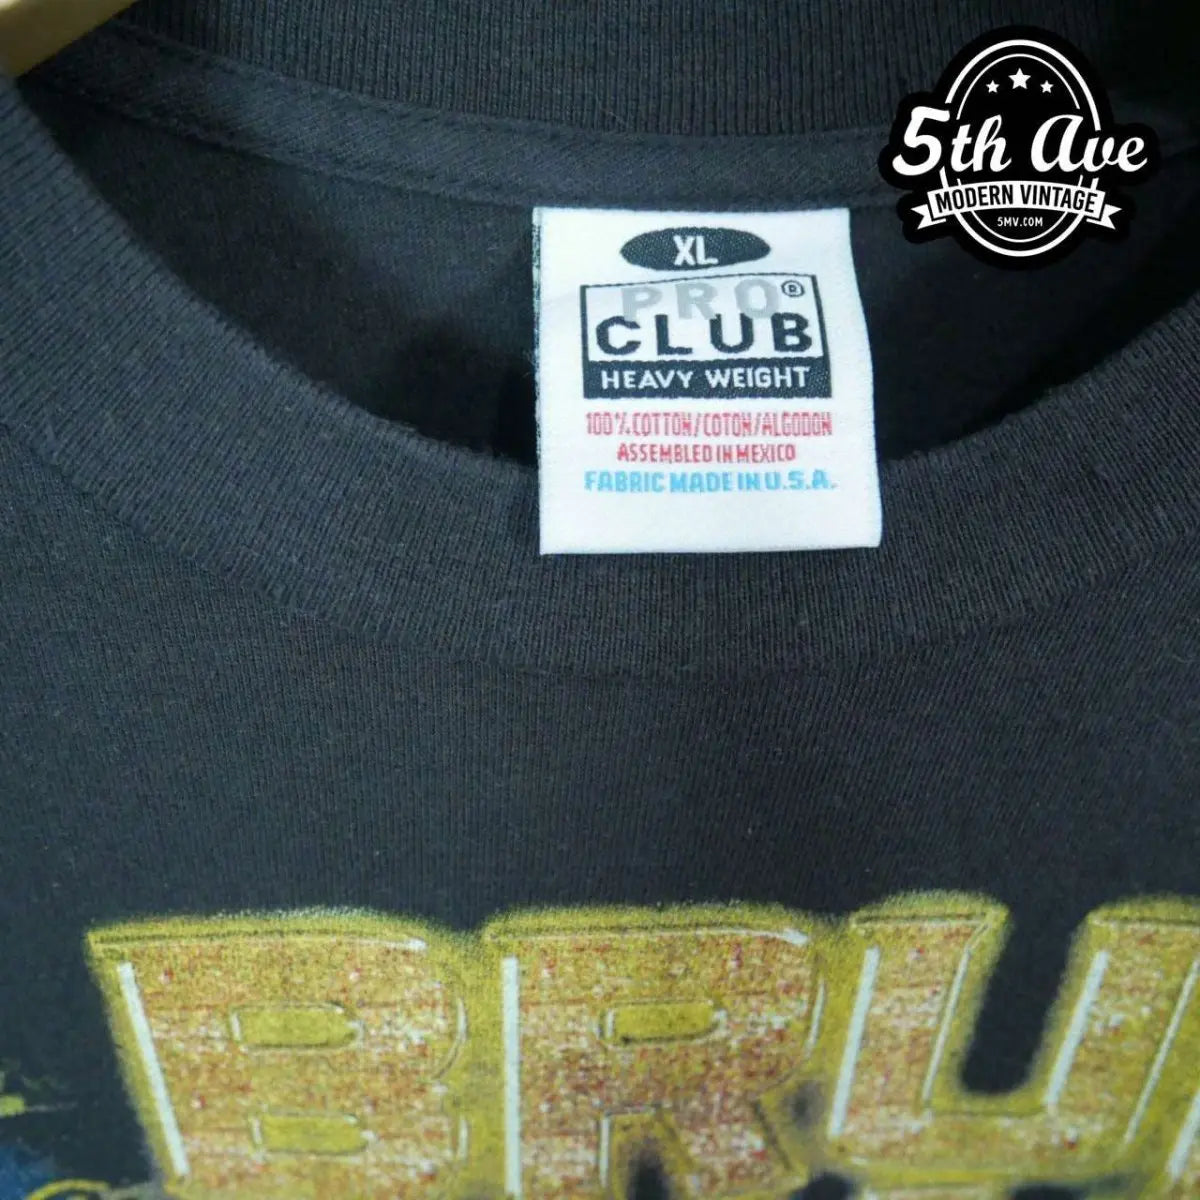 5th Ave
MODERN VINTAGE
5MV.COM
XL
PRO®
CLUB
HEAVY WEIGHT
100% COTTON/COTON/ALGODON
ASSEMBLED IN MEXICO
FABRIC MADE IN U.S.A.
BRU